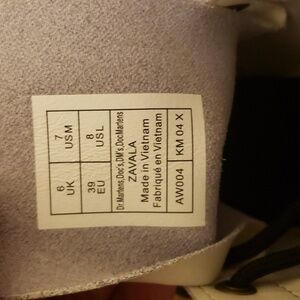 6
UK
7
USM
39
EU
8
USL
Dr.Martens,Doc's,DM's,DocMartens
ZAVALA
Made in Vietnam
Fabriqué en Vietnam
AW004
KM 04 X